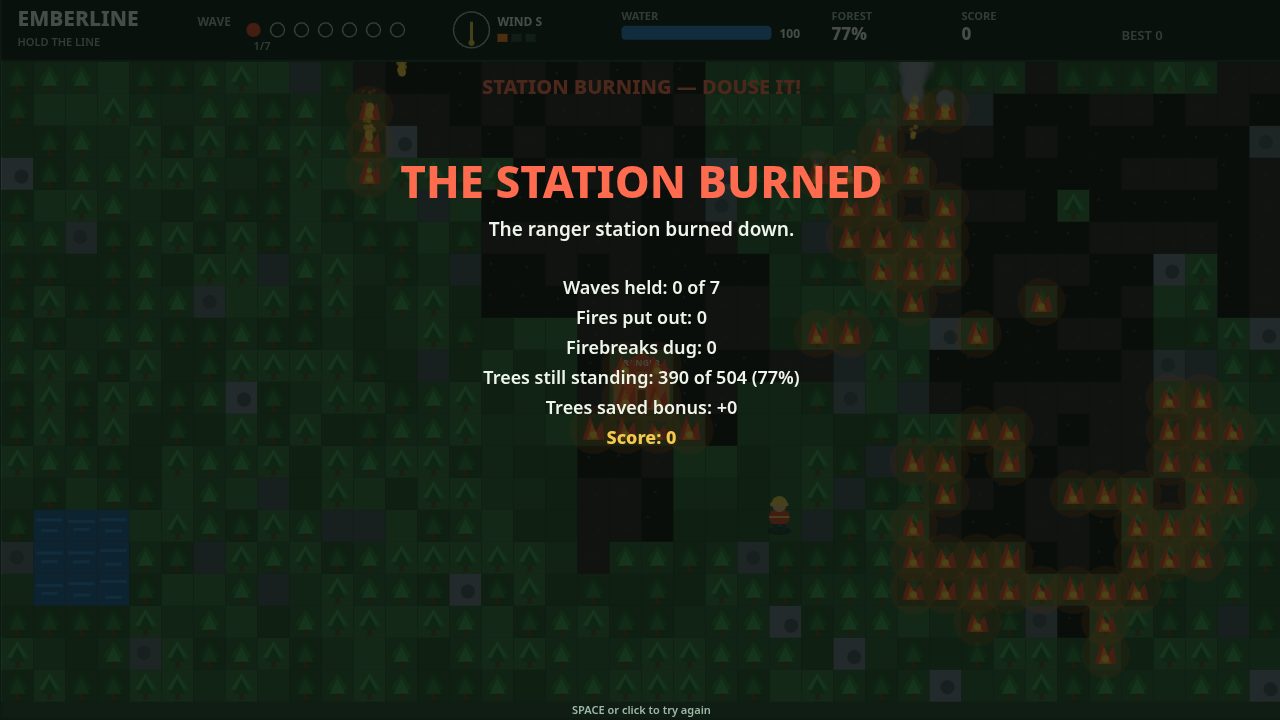 EMBERLINE
HOLD THE LINE
WAVE
1/7
WIND S
WATER
100
FOREST
77%
SCORE
0
BEST 0
STATION BURNING — DOUSE IT!
THE STATION BURNED
The ranger station burned down.
Waves held: 0 of 7
Fires put out: 0
Firebreaks dug: 0
Trees still standing: 390 of 504 (77%)
Trees saved bonus: +0
Score: 0
SPACE or click to try again